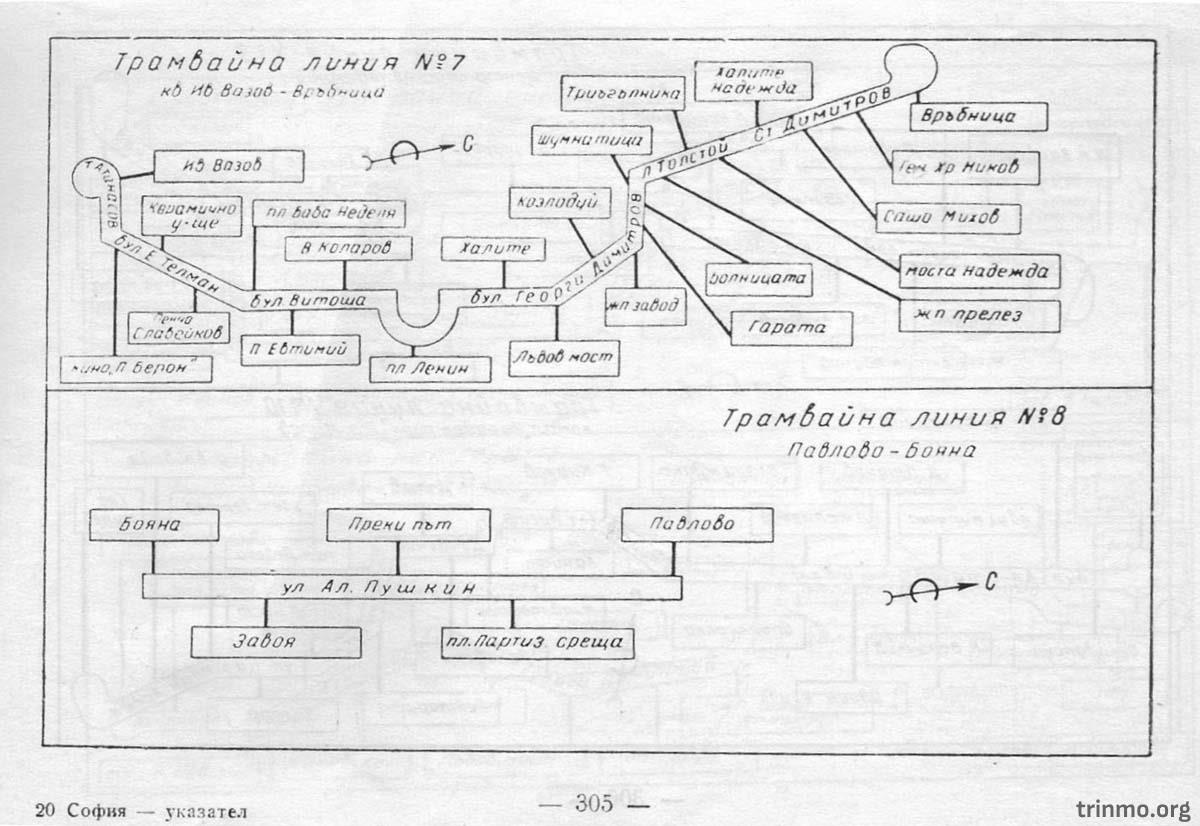 Трамвайна линия №7
кв Ив Вазов - Връбница
Халите
надежда
Триъгълника
Връбница
Шумнатица
С
Ст Димитров
Л Толстой
Ген Хр Ников
Ив Вазов
Т Атанасов
Козлодуй
Керамично
у-ще
пл Баба Неделя
Сашо Михов
В Коларов
Халите
бул. Е. Телман
Георги Димитров
моста Надежда
Болницата
бул. Витоша
бул.
жп завод
жп прелез
Пенчо
Славейков
Гарата
П Евтимий
Лъвов мост
кино „П Берон"
пл Ленин
Трамвайна линия №8
Павлово - Бояна
Бояна
Преки път
Павлово
ул Ал. Пушкин
С
Завоя
пл. Партиз. среща
20 София — указател
— 305 —
trinmo.org